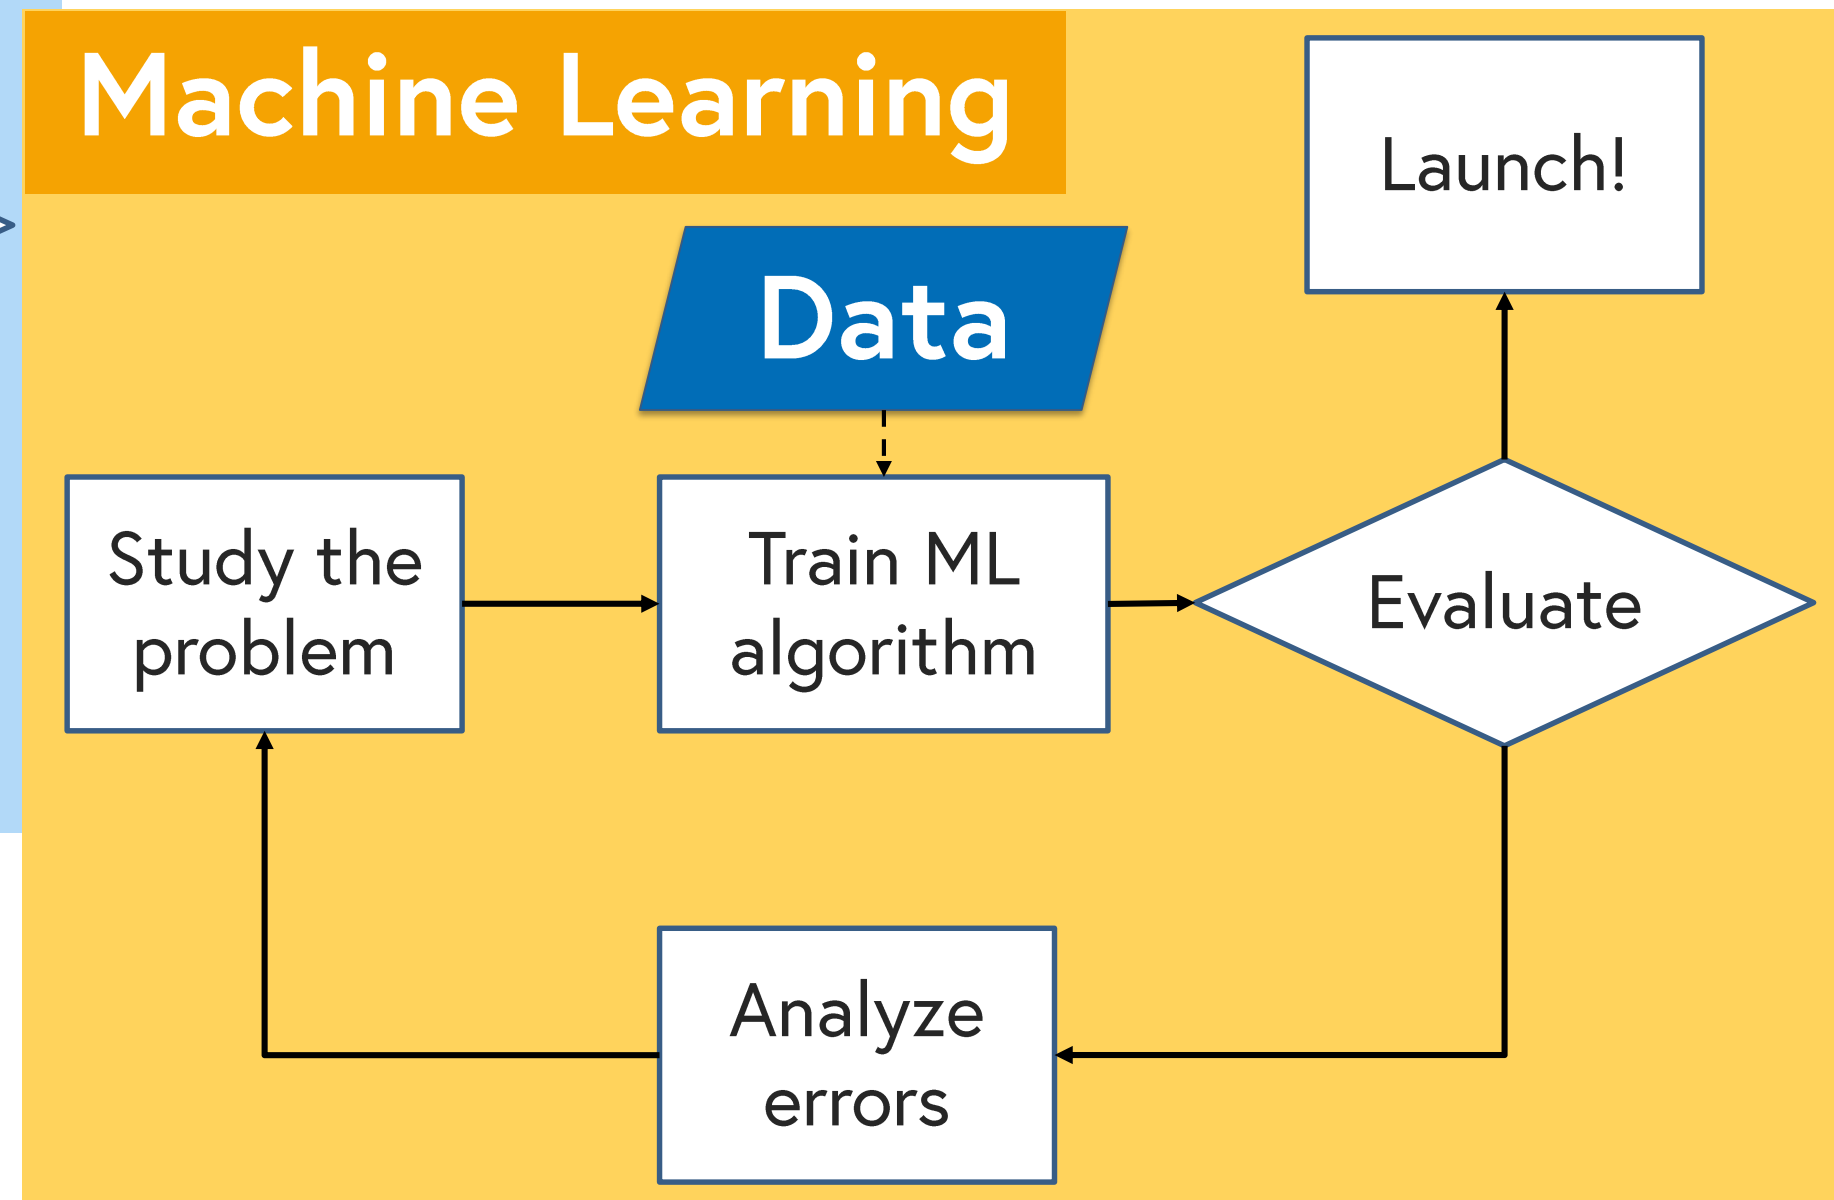 Machine Learning
Launch!
Data
Study the
problem
Train ML
algorithm
Evaluate
Analyze
errors